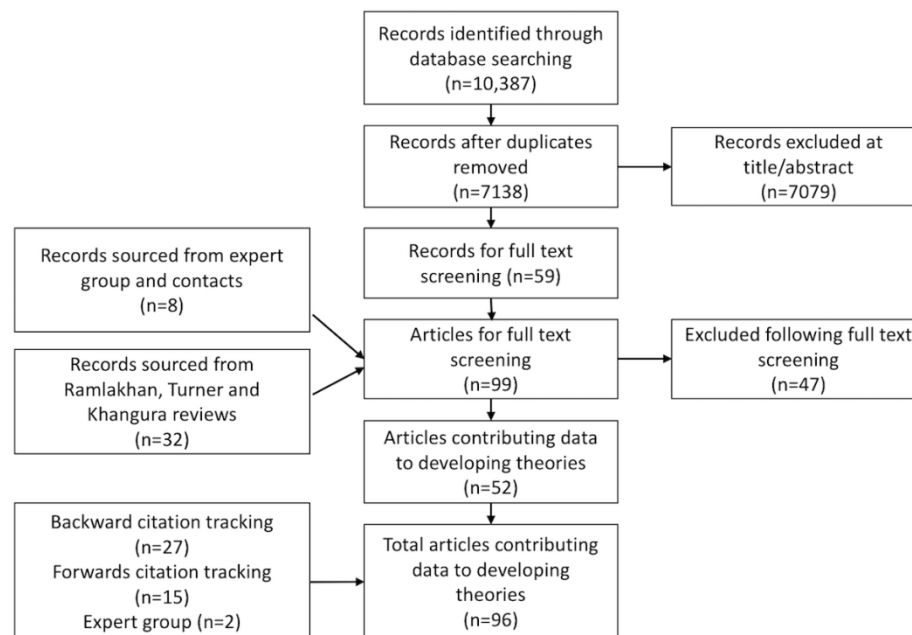 Records identified through
database searching
(n=10,387)
Records after duplicates
removed
(n=7138)
Records excluded at
title/abstract
(n=7079)
Records for full text
screening (n=59)
Records sourced from expert
group and contacts
(n=8)
Records sourced from
Ramlakhan, Turner and
Khangura reviews
(n=32)
Articles for full text
screening
(n=99)
Excluded following full text
screening
(n=47)
Articles contributing data
to developing theories
(n=52)
Backward citation tracking
(n=27)
Forwards citation tracking
(n=15)
Expert group (n=2)
Total articles contributing
data to developing
theories
(n=96)